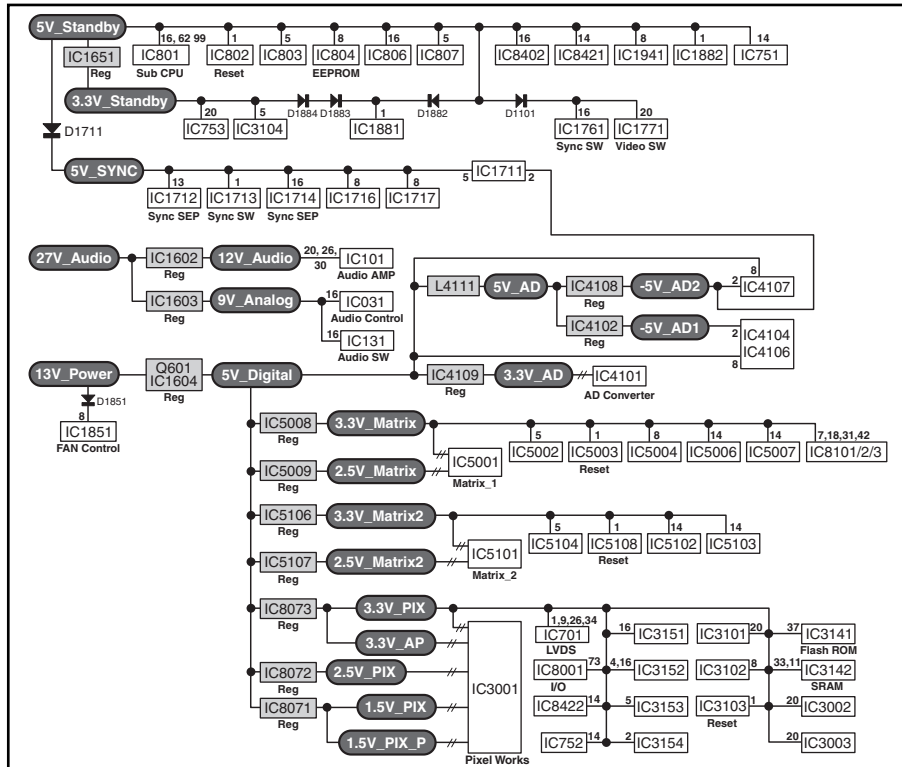 5V_Standby
16, 62 99 1 5 8 16 5 16 14 8 1 14
IC801 IC802 IC803 IC804 IC806 IC807 IC8402 IC8421 IC1941 IC1882 IC751
Sub CPU Reset EEPROM
IC1651
Reg
3.3V_Standby
20 5 D1884 D1883 1 D1882 D1101 16 20
IC753 IC3104 IC1881 IC1761 IC1771
Sync SW Video SW
D1711
5V_SYNC
5 IC1711 2
13 1 16 8 8
IC1712 IC1713 IC1714 IC1716 IC1717
Sync SEP Sync SW Sync SEP
27V_Audio IC1602 12V_Audio 20, 26, 30 IC101
Reg Audio AMP
IC1603 9V_Analog 16 IC031
Reg Audio Control
16 IC131
Audio SW
L4111 5V_AD IC4108 -5V_AD2 8 2 IC4107
Reg
IC4102 -5V_AD1 2 IC4104
Reg IC4106
8
13V_Power Q601 IC1604 5V_Digital IC4109 3.3V_AD IC4101
Reg Reg AD Converter
D1851
8
IC1851
FAN Control
IC5008 3.3V_Matrix
Reg
5 1 8 14 14 7,18,31,42
IC5001 IC5002 IC5003 IC5004 IC5006 IC5007 IC8101/2/3
Matrix_1 Reset
IC5009 2.5V_Matrix
Reg
IC5106 3.3V_Matrix2
Reg
5 1 14 14
IC5101 IC5104 IC5108 IC5102 IC5103
Matrix_2 Reset
IC5107 2.5V_Matrix2
Reg
IC8073 3.3V_PIX
Reg
3.3V_AP
IC8072 2.5V_PIX
Reg
IC8071 1.5V_PIX
Reg
1.5V_PIX_P
IC3001
Pixel Works
1,9,26,34
IC701 16 IC3151 IC3101 20 37 IC3141
LVDS Flash ROM
IC8001 73 4,16 IC3152 IC3102 8 33,11 IC3142
I/O SRAM
IC8422 14 5 IC3153 IC3103 1 20 IC3002
Reset
IC752 14 2 IC3154 20 IC3003